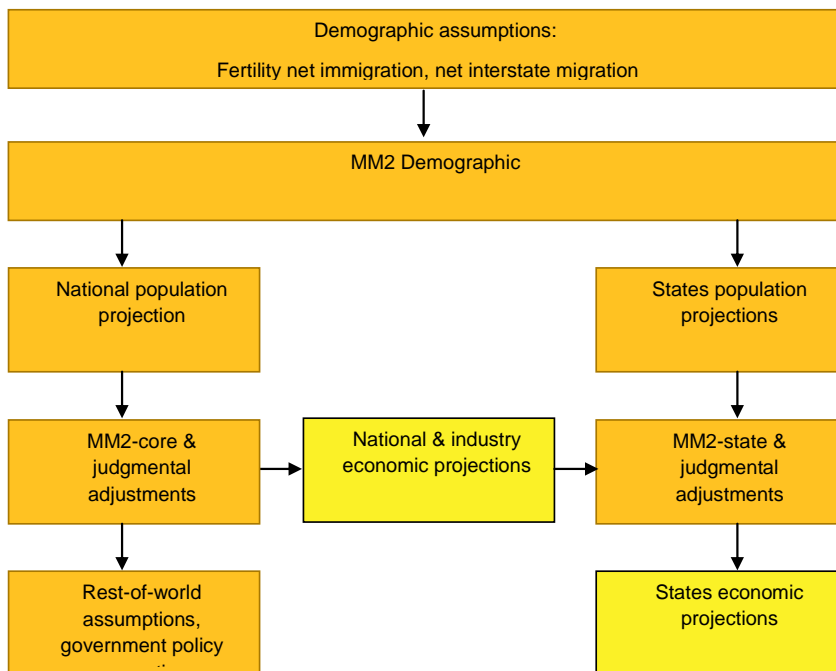 Demographic assumptions:
Fertility net immigration, net interstate migration
MM2 Demographic
National population
projection
States population
projections
MM2-core &
judgmental
adjustments
National & industry
economic projections
MM2-state &
judgmental
adjustments
Rest-of-world
assumptions,
government policy
States economic
projections